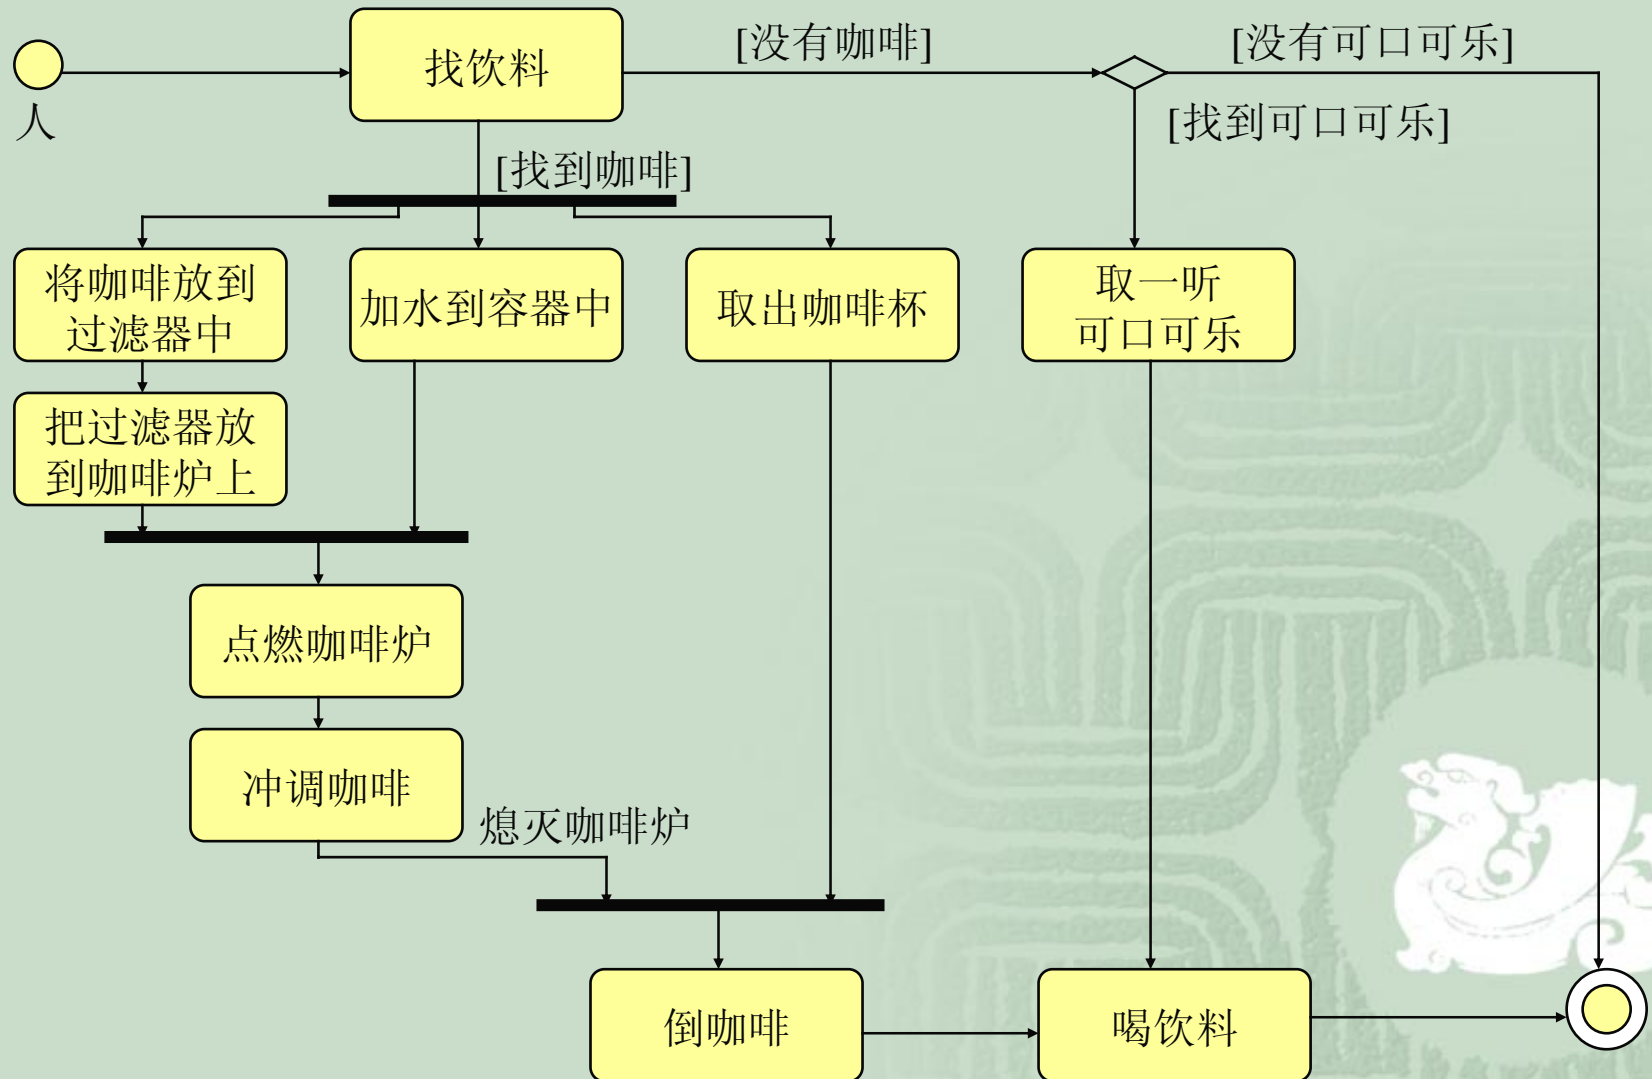 找饮料
[没有咖啡]
[没有可口可乐]
人
[找到可口可乐]
[找到咖啡]
将咖啡放到
过滤器中
加水到容器中
取出咖啡杯
取一听
可口可乐
把过滤器放
到咖啡炉上
点燃咖啡炉
冲调咖啡
熄灭咖啡炉
倒咖啡
喝饮料